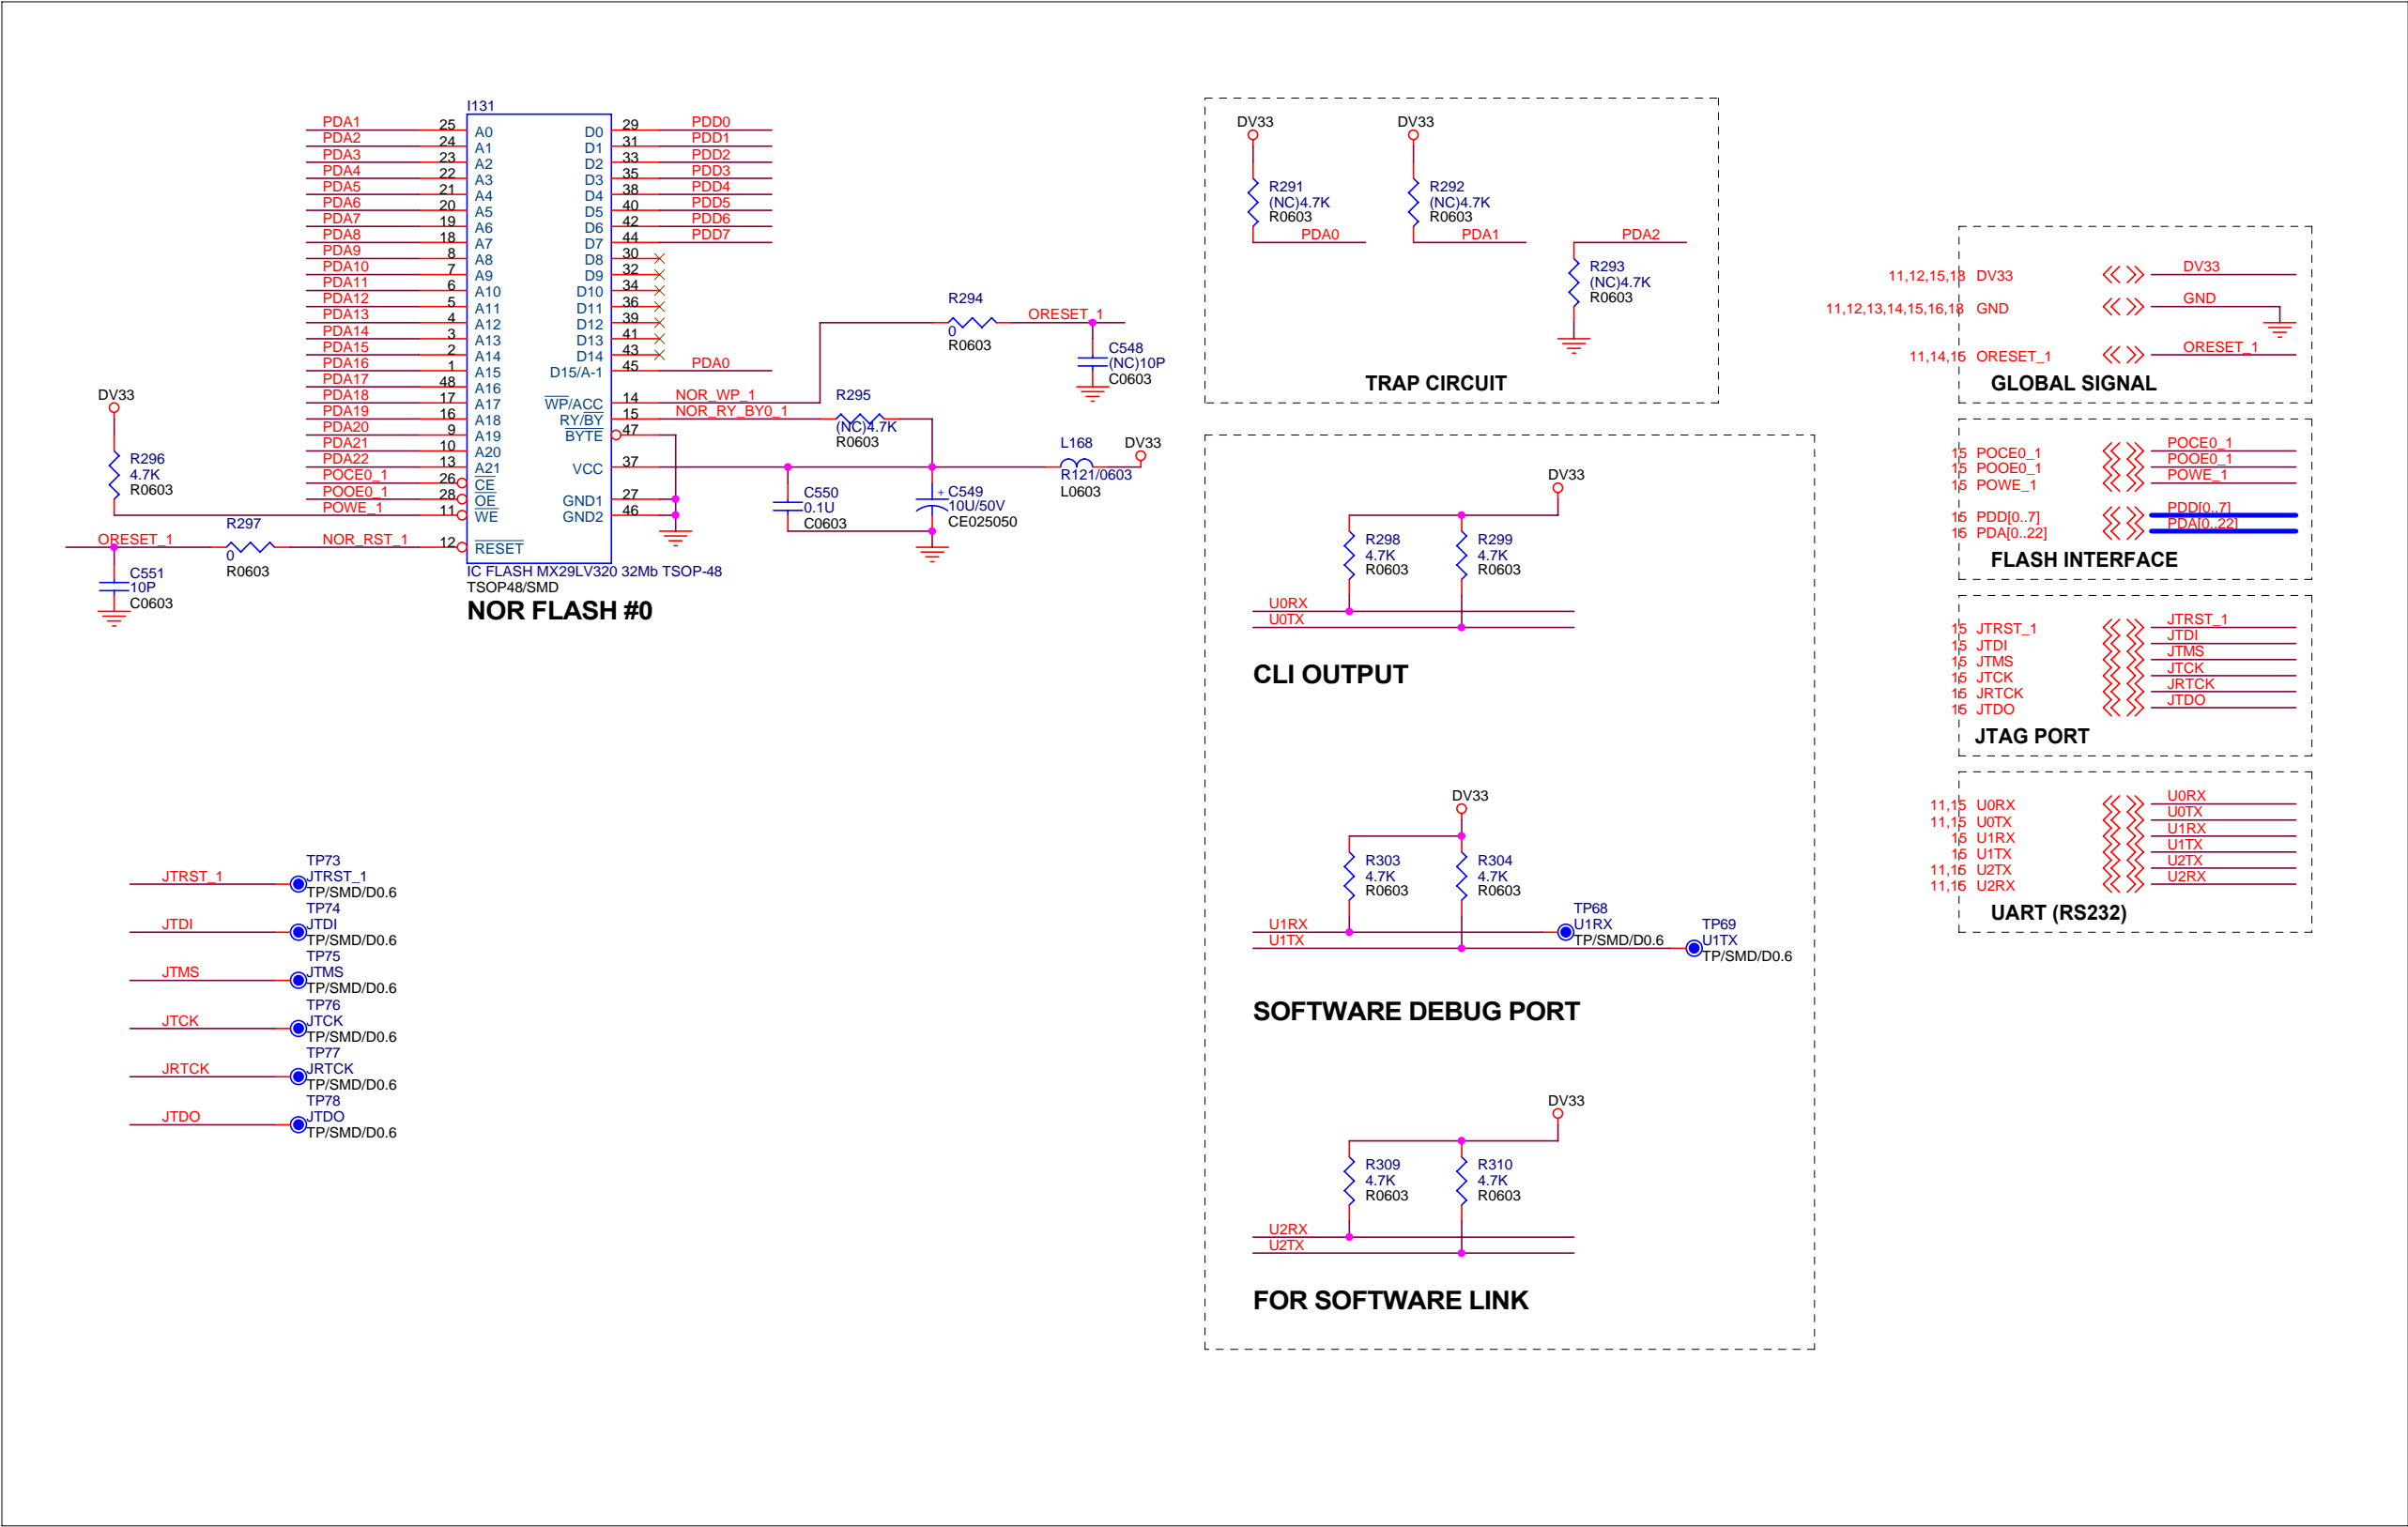 I131
PDA1 25 A0 D0 29 PDD0
PDA2 24 A1 D1 31 PDD1
PDA3 23 A2 D2 33 PDD2
PDA4 22 A3 D3 35 PDD3
PDA5 21 A4 D4 38 PDD4
PDA6 20 A5 D5 40 PDD5
PDA7 19 A6 D6 42 PDD6
PDA8 18 A7 D7 44 PDD7
PDA9 8 A8 D8 30
PDA10 7 A9 D9 32
PDA11 6 A10 D10 34
PDA12 5 A11 D11 36
PDA13 4 A12 D12 39
PDA14 3 A13 D13 41
PDA15 2 A14 D14 43
PDA16 1 A15 D15/A-1 45 PDA0
PDA17 48 A16
PDA18 17 A17 WP/ACC 14 NOR_WP_1
PDA19 16 A18 RY/BY 15 NOR_RY_BY0_1
PDA20 9 A19 BYTE 47
PDA21 10 A20
PDA22 13 A21 VCC 37
POCE0_1 26 CE
POOE0_1 28 OE GND1 27
POWE_1 11 WE GND2 46
NOR_RST_1 12 RESET
IC FLASH MX29LV320 32Mb TSOP-48
TSOP48/SMD
NOR FLASH #0
DV33
R296
4.7K
R0603
ORESET_1
R297
0
R0603
C551
10P
C0603
R294
0
R0603
ORESET_1
C548
(NC)10P
C0603
R295
(NC)4.7K
R0603
L168
R121/0603
L0603
DV33
C550
0.1U
C0603
+ C549
10U/50V
CE025050
JTRST_1
TP73
JTRST_1
TP/SMD/D0.6
JTDI
TP74
JTDI
TP/SMD/D0.6
JTMS
TP75
JTMS
TP/SMD/D0.6
JTCK
TP76
JTCK
TP/SMD/D0.6
JRTCK
TP77
JRTCK
TP/SMD/D0.6
JTDO
TP78
JTDO
TP/SMD/D0.6
DV33
R291
(NC)4.7K
R0603
PDA0
DV33
R292
(NC)4.7K
R0603
PDA1
PDA2
R293
(NC)4.7K
R0603
TRAP CIRCUIT
DV33
R298
4.7K
R0603
R299
4.7K
R0603
U0RX
U0TX
CLI OUTPUT
DV33
R303
4.7K
R0603
R304
4.7K
R0603
U1RX
U1TX
TP68
U1RX
TP/SMD/D0.6
TP69
U1TX
TP/SMD/D0.6
SOFTWARE DEBUG PORT
DV33
R309
4.7K
R0603
R310
4.7K
R0603
U2RX
U2TX
FOR SOFTWARE LINK
11,12,15,18 DV33 DV33
11,12,13,14,15,16,18 GND GND
11,14,15 ORESET_1 ORESET_1
GLOBAL SIGNAL
15 POCE0_1 POCE0_1
15 POOE0_1 POOE0_1
15 POWE_1 POWE_1
15 PDD[0..7] PDD[0..7]
15 PDA[0..22] PDA[0..22]
FLASH INTERFACE
15 JTRST_1 JTRST_1
15 JTDI JTDI
15 JTMS JTMS
15 JTCK JTCK
15 JRTCK JRTCK
15 JTDO JTDO
JTAG PORT
11,15 U0RX U0RX
11,15 U0TX U0TX
15 U1RX U1RX
15 U1TX U1TX
11,15 U2TX U2TX
11,15 U2RX U2RX
UART (RS232)